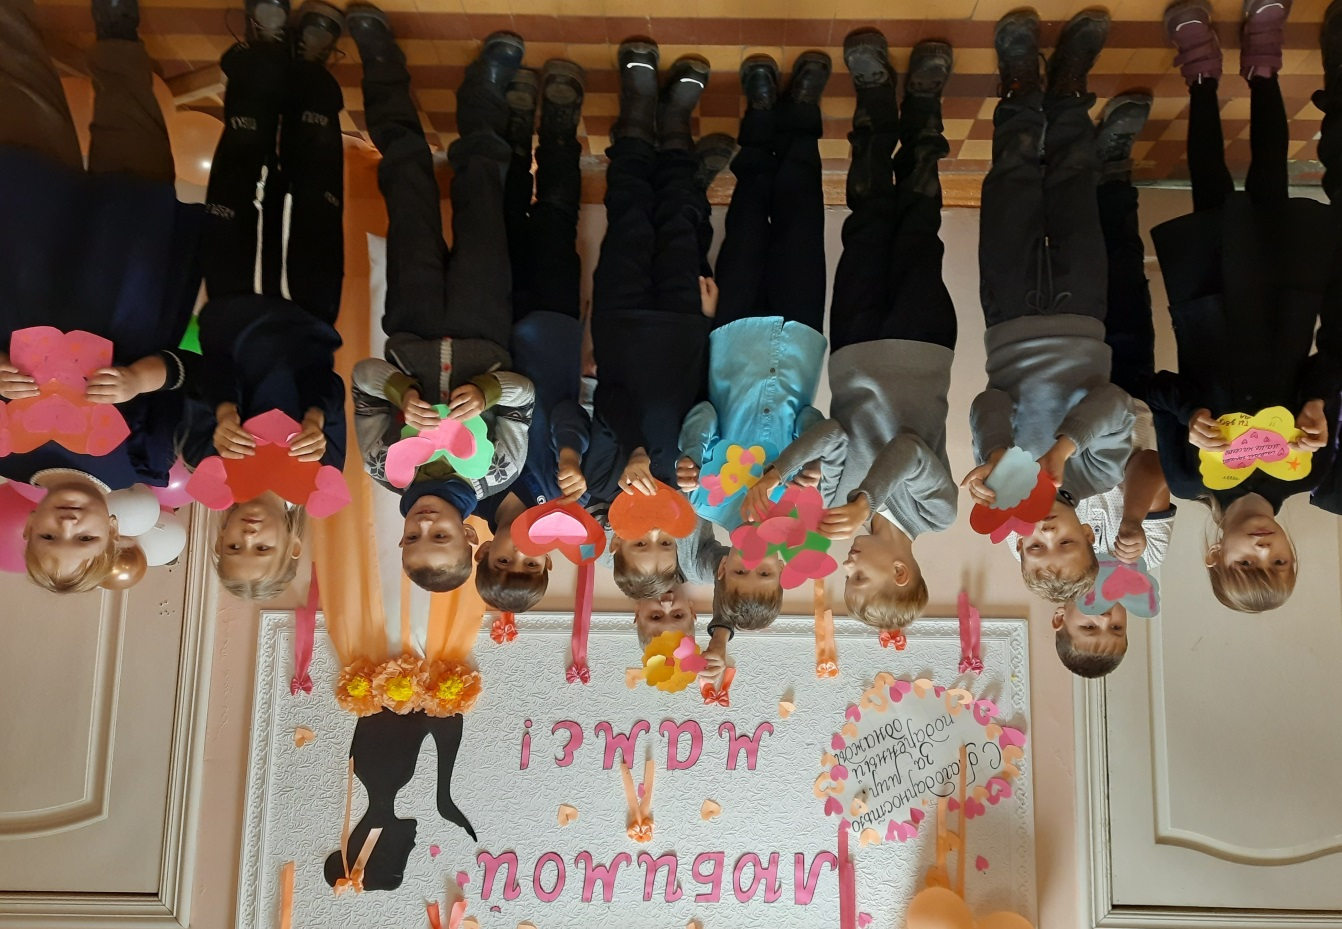 ЛЮБИМОЙ
МАМЕ!
С благодарностью
за мир,
подаренный
однажды